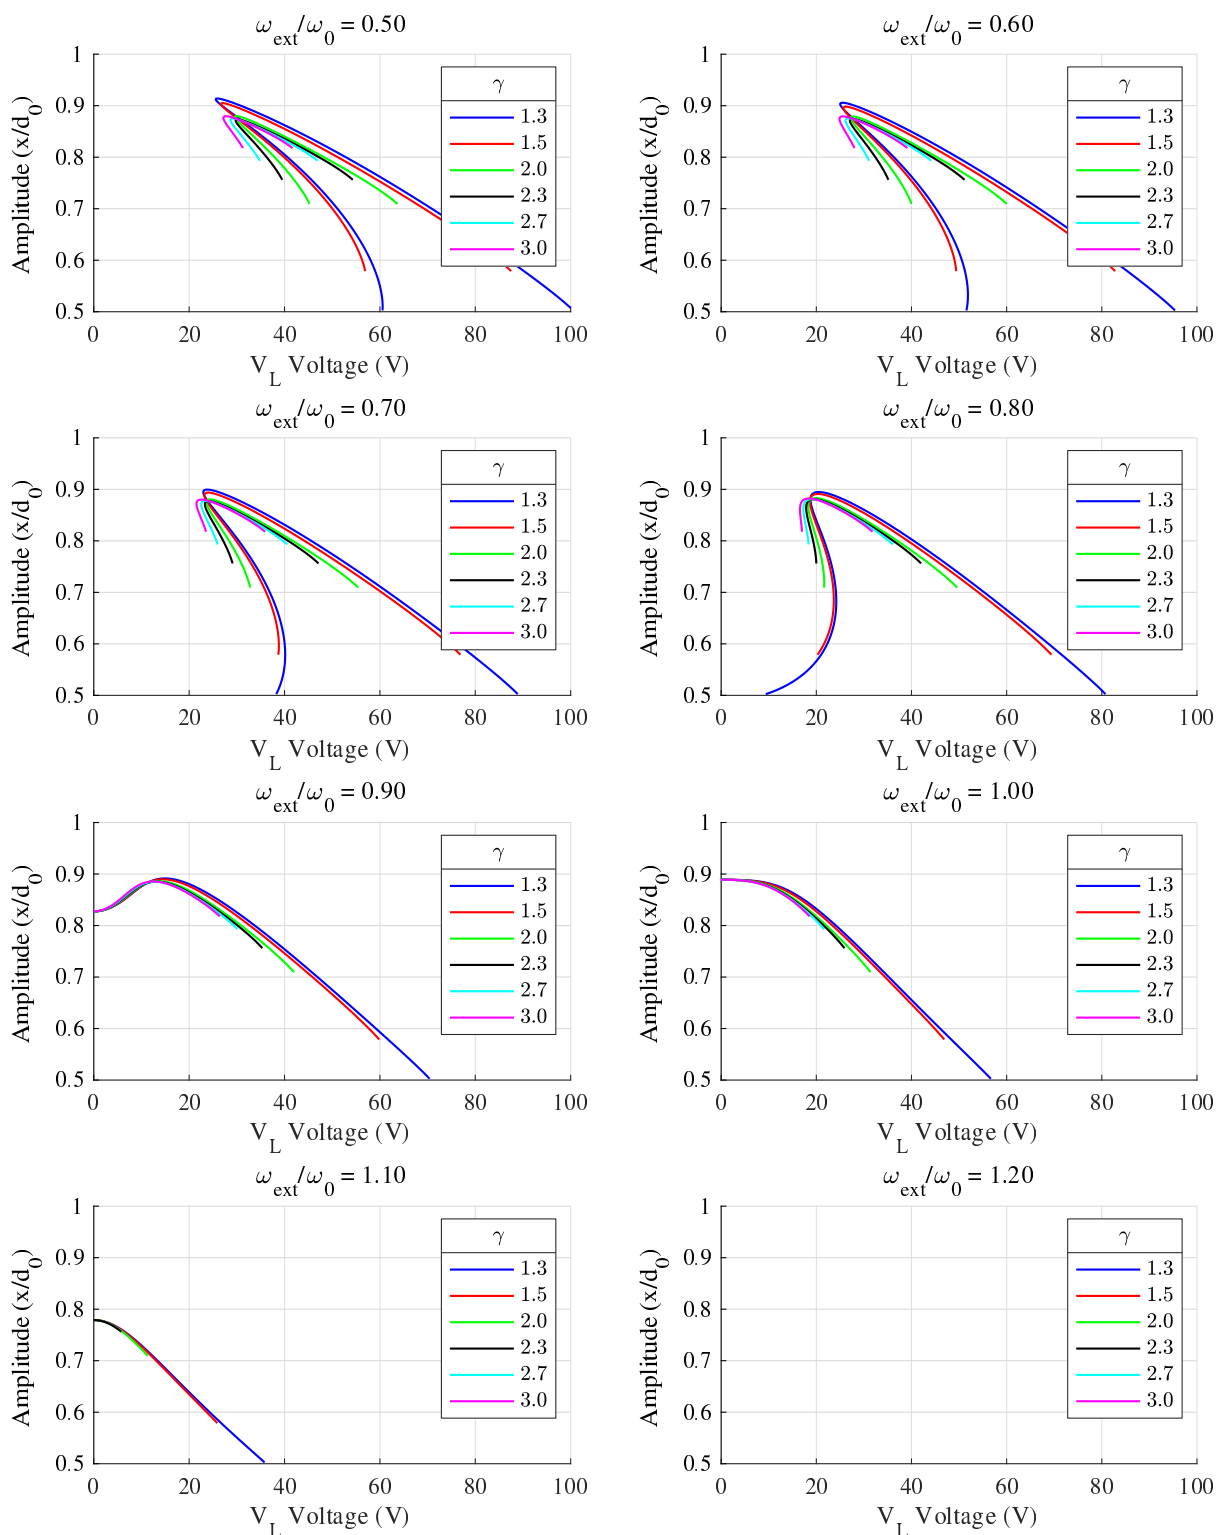 ω_ext/ω_0 = 0.50
1
0.9
0.8
0.7
0.6
0.5
Amplitude (x/d_0)
0 20 40 60 80 100
V_L Voltage (V)
γ
1.3
1.5
2.0
2.3
2.7
3.0
ω_ext/ω_0 = 0.60
1
0.9
0.8
0.7
0.6
0.5
Amplitude (x/d_0)
0 20 40 60 80 100
V_L Voltage (V)
γ
1.3
1.5
2.0
2.3
2.7
3.0
ω_ext/ω_0 = 0.70
1
0.9
0.8
0.7
0.6
0.5
Amplitude (x/d_0)
0 20 40 60 80 100
V_L Voltage (V)
γ
1.3
1.5
2.0
2.3
2.7
3.0
ω_ext/ω_0 = 0.80
1
0.9
0.8
0.7
0.6
0.5
Amplitude (x/d_0)
0 20 40 60 80 100
V_L Voltage (V)
γ
1.3
1.5
2.0
2.3
2.7
3.0
ω_ext/ω_0 = 0.90
1
0.9
0.8
0.7
0.6
0.5
Amplitude (x/d_0)
0 20 40 60 80 100
V_L Voltage (V)
γ
1.3
1.5
2.0
2.3
2.7
3.0
ω_ext/ω_0 = 1.00
1
0.9
0.8
0.7
0.6
0.5
Amplitude (x/d_0)
0 20 40 60 80 100
V_L Voltage (V)
γ
1.3
1.5
2.0
2.3
2.7
3.0
ω_ext/ω_0 = 1.10
1
0.9
0.8
0.7
0.6
0.5
Amplitude (x/d_0)
0 20 40 60 80 100
V_L Voltage (V)
γ
1.3
1.5
2.0
2.3
2.7
3.0
ω_ext/ω_0 = 1.20
1
0.9
0.8
0.7
0.6
0.5
Amplitude (x/d_0)
0 20 40 60 80 100
V_L Voltage (V)
γ
1.3
1.5
2.0
2.3
2.7
3.0